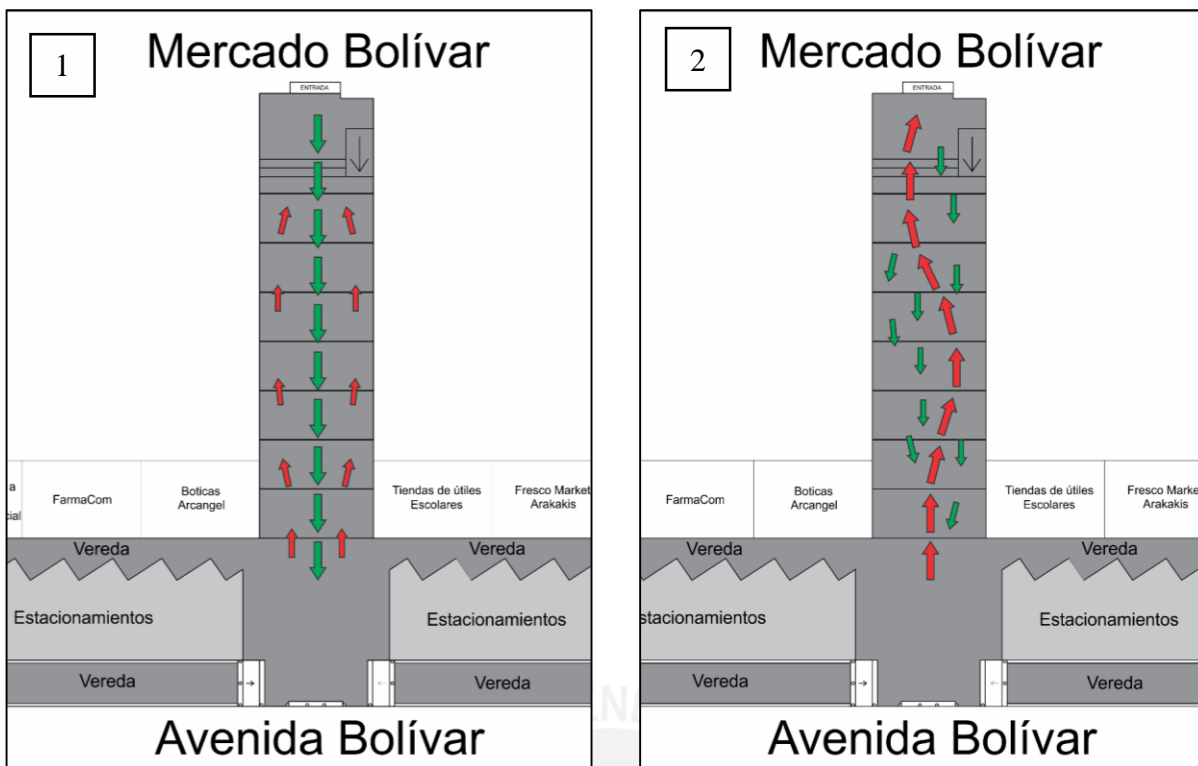 1
Mercado Bolívar
ENTRADA
a
cial
FarmaCom
Boticas
Arcangel
Tiendas de útiles
Escolares
Fresco Market
Arakakis
Vereda
Vereda
Estacionamientos
Estacionamientos
Vereda
Vereda
Avenida Bolívar
2
Mercado Bolívar
ENTRADA
FarmaCom
Boticas
Arcangel
Tiendas de útiles
Escolares
Fresco Market
Arakakis
Vereda
Vereda
stacionamientos
Estacionamientos
Vereda
Vereda
Avenida Bolívar